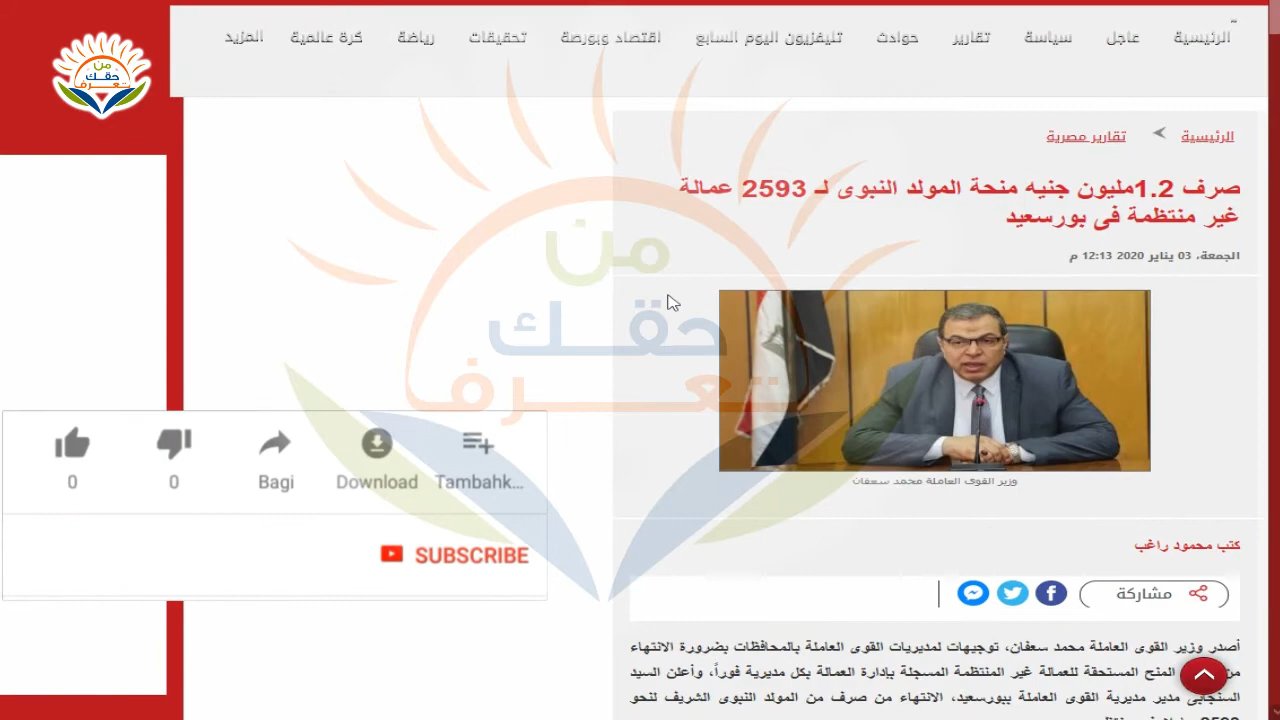 الرئيسية
عاجل
سياسة
تقارير
حوادث
تليفزيون اليوم السابع
اقتصاد وبورصة
تحقيقات
رياضة
كرة عالمية
المزيد
من
حقك
تعرف
الرئيسية
تقارير مصرية
صرف 1.2مليون جنيه منحة المولد النبوى لـ 2593 عمالة
غير منتظمة فى بورسعيد
الجمعة، 03 يناير 2020 12:13 م
من
حقك
تعرف
وزير القوى العاملة محمد سعفان
0
0
Bagi
Download
Tambahk...
SUBSCRIBE
كتب محمود راغب
مشاركة
أصدر وزير القوى العاملة محمد سعفان، توجيهات لمديريات القوى العاملة بالمحافظات بضرورة الانتهاء
المنح المستحقة للعمالة غير المنتظمة المسجلة بإدارة العمالة بكل مديرية فوراً، وأعلن السيد
السنجابى مدير مديرية القوى العاملة ببورسعيد، الانتهاء من صرف من المولد النبوى الشريف لنحو